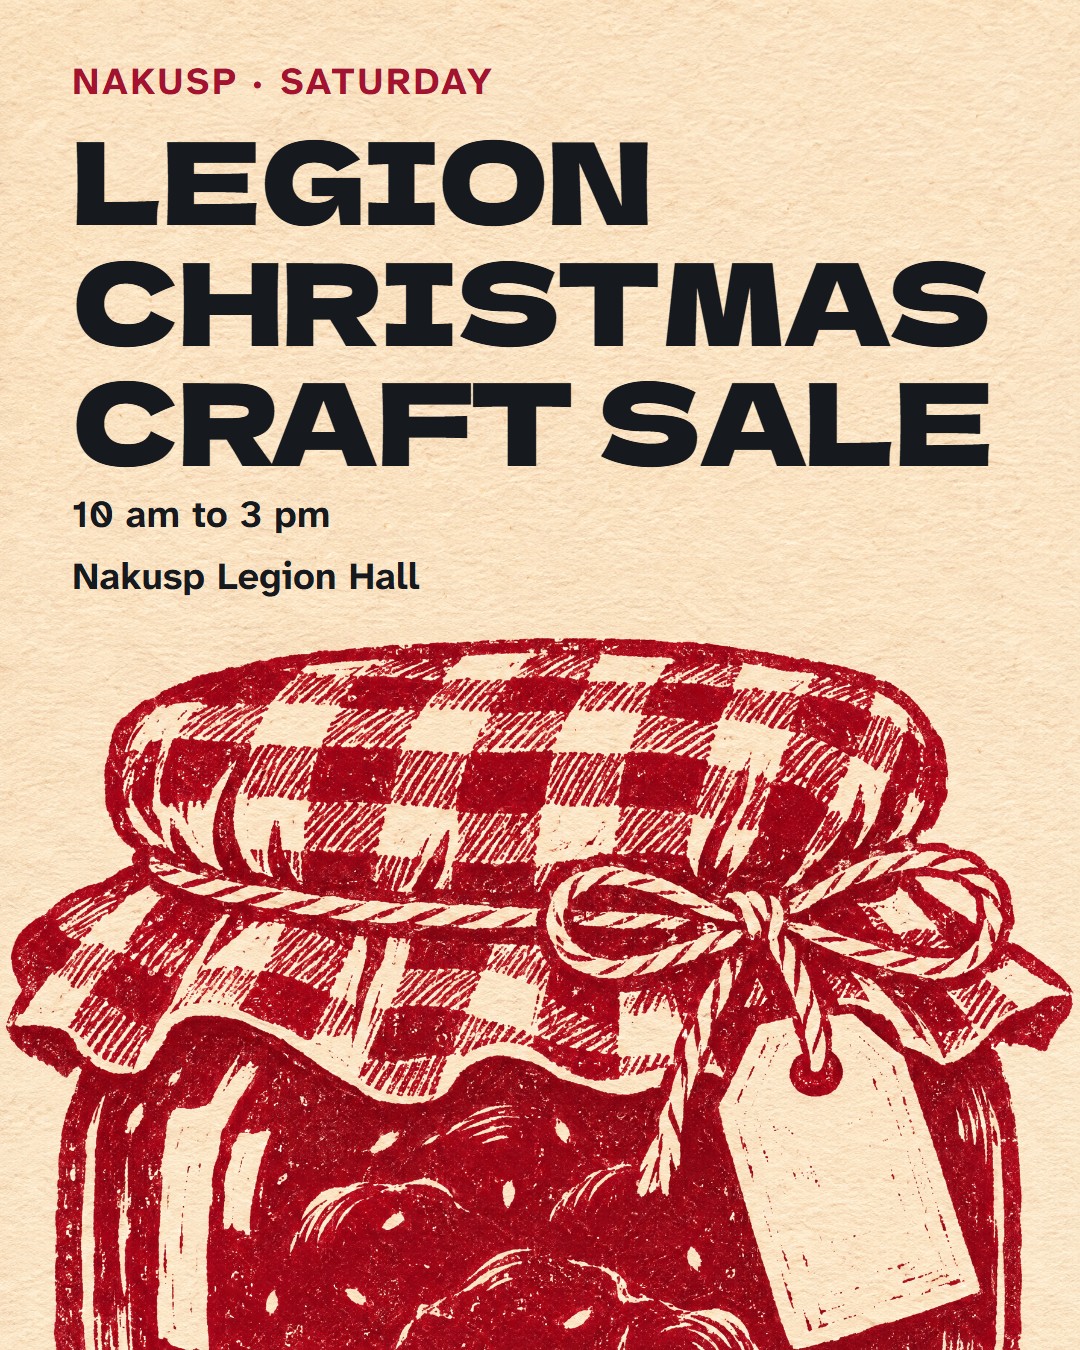 NAKUSP · SATURDAY
LEGION
CHRISTMAS
CRAFT SALE
10 am to 3 pm
Nakusp Legion Hall